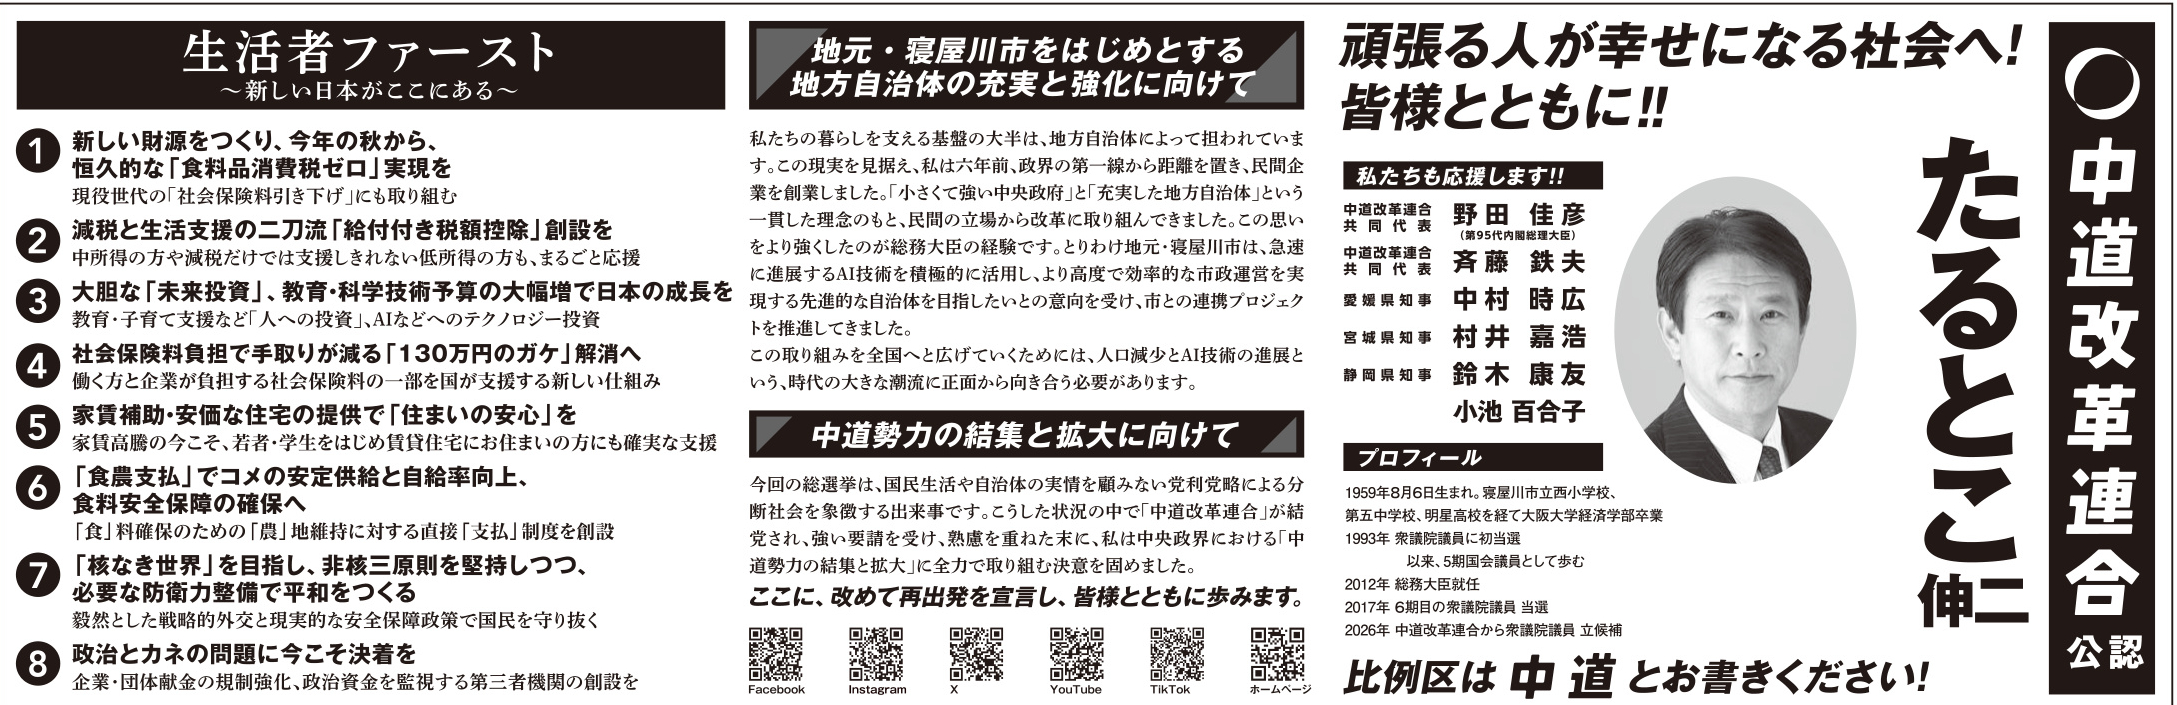 中道改革連合
公認
たるとこ
伸二
頑張る人が幸せになる社会へ!
皆様とともに!!
私たちも応援します!!
中道改革連合
共同代表
野田 佳彦
(第95代内閣総理大臣)
中道改革連合
共同代表
斉藤 鉄夫
愛媛県知事 中村 時広
宮城県知事 村井 嘉浩
静岡県知事 鈴木 康友
小池 百合子
プロフィール
1959年8月6日生まれ。寝屋川市立西小学校、
第五中学校、明星高校を経て大阪大学経済学部卒業
1993年 衆議院議員に初当選
以来、5期国会議員として歩む
2012年 総務大臣就任
2017年 6期目の衆議院議員 当選
2026年 中道改革連合から衆議院議員 立候補
比例区は 中道 とお書きください!
地元・寝屋川市をはじめとする
地方自治体の充実と強化に向けて
私たちの暮らしを支える基盤の大半は、地方自治体によって担われていま
す。この現実を見据え、私は六年前、政界の第一線から距離を置き、民間企
業を創業しました。「小さくて強い中央政府」と「充実した地方自治体」という
一貫した理念のもと、民間の立場から改革に取り組んできました。この思い
をより強くしたのが総務大臣の経験です。とりわけ地元・寝屋川市は、急速
に進展するAI技術を積極的に活用し、より高度で効率的な市政運営を実
現する先進的な自治体を目指したいとの意向を受け、市との連携プロジェク
トを推進してきました。
この取り組みを全国へと広げていくためには、人口減少とAI技術の進展と
いう、時代の大きな潮流に正面から向き合う必要があります。
中道勢力の結集と拡大に向けて
今回の総選挙は、国民生活や自治体の実情を顧みない党利党略による分
断社会を象徴する出来事です。こうした状況の中で「中道改革連合」が結
党され、強い要請を受け、熟慮を重ねた末に、私は中央政界における「中
道勢力の結集と拡大」に全力で取り組む決意を固めました。
ここに、改めて再出発を宣言し、皆様とともに歩みます。
Facebook
Instagram
X
YouTube
TikTok
ホームページ
生活者ファースト
〜新しい日本がここにある〜
1 新しい財源をつくり、今年の秋から、
恒久的な「食料品消費税ゼロ」実現を
現役世代の「社会保険料引き下げ」にも取り組む
2 減税と生活支援の二刀流「給付付き税額控除」創設を
中所得の方や減税だけでは支援しきれない低所得の方も、まるごと応援
3 大胆な「未来投資」、教育・科学技術予算の大幅増で日本の成長を
教育・子育て支援など「人への投資」、AIなどへのテクノロジー投資
4 社会保険料負担で手取りが減る「130万円のガケ」解消へ
働く方と企業が負担する社会保険料の一部を国が支援する新しい仕組み
5 家賃補助・安価な住宅の提供で「住まいの安心」を
家賃高騰の今こそ、若者・学生をはじめ賃貸住宅にお住まいの方にも確実な支援
6 「食農支払」でコメの安定供給と自給率向上、
食料安全保障の確保へ
「食」料確保のための「農」地維持に対する直接「支払」制度を創設
7 「核なき世界」を目指し、非核三原則を堅持しつつ、
必要な防衛力整備で平和をつくる
毅然とした戦略的外交と現実的な安全保障政策で国民を守り抜く
8 政治とカネの問題に今こそ決着を
企業・団体献金の規制強化、政治資金を監視する第三者機関の創設を